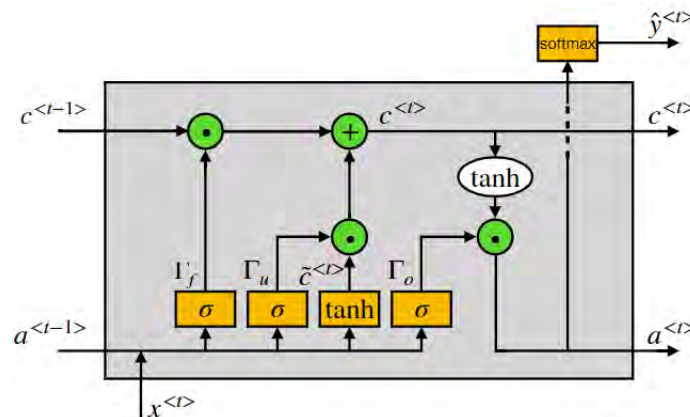 ŷ<t>
softmax
c<t-1>
c<t>
c<t>
+
tanh
Γf
Γu
c̃<t>
Γo
σ
σ
tanh
σ
a<t-1>
a<t>
x<t>